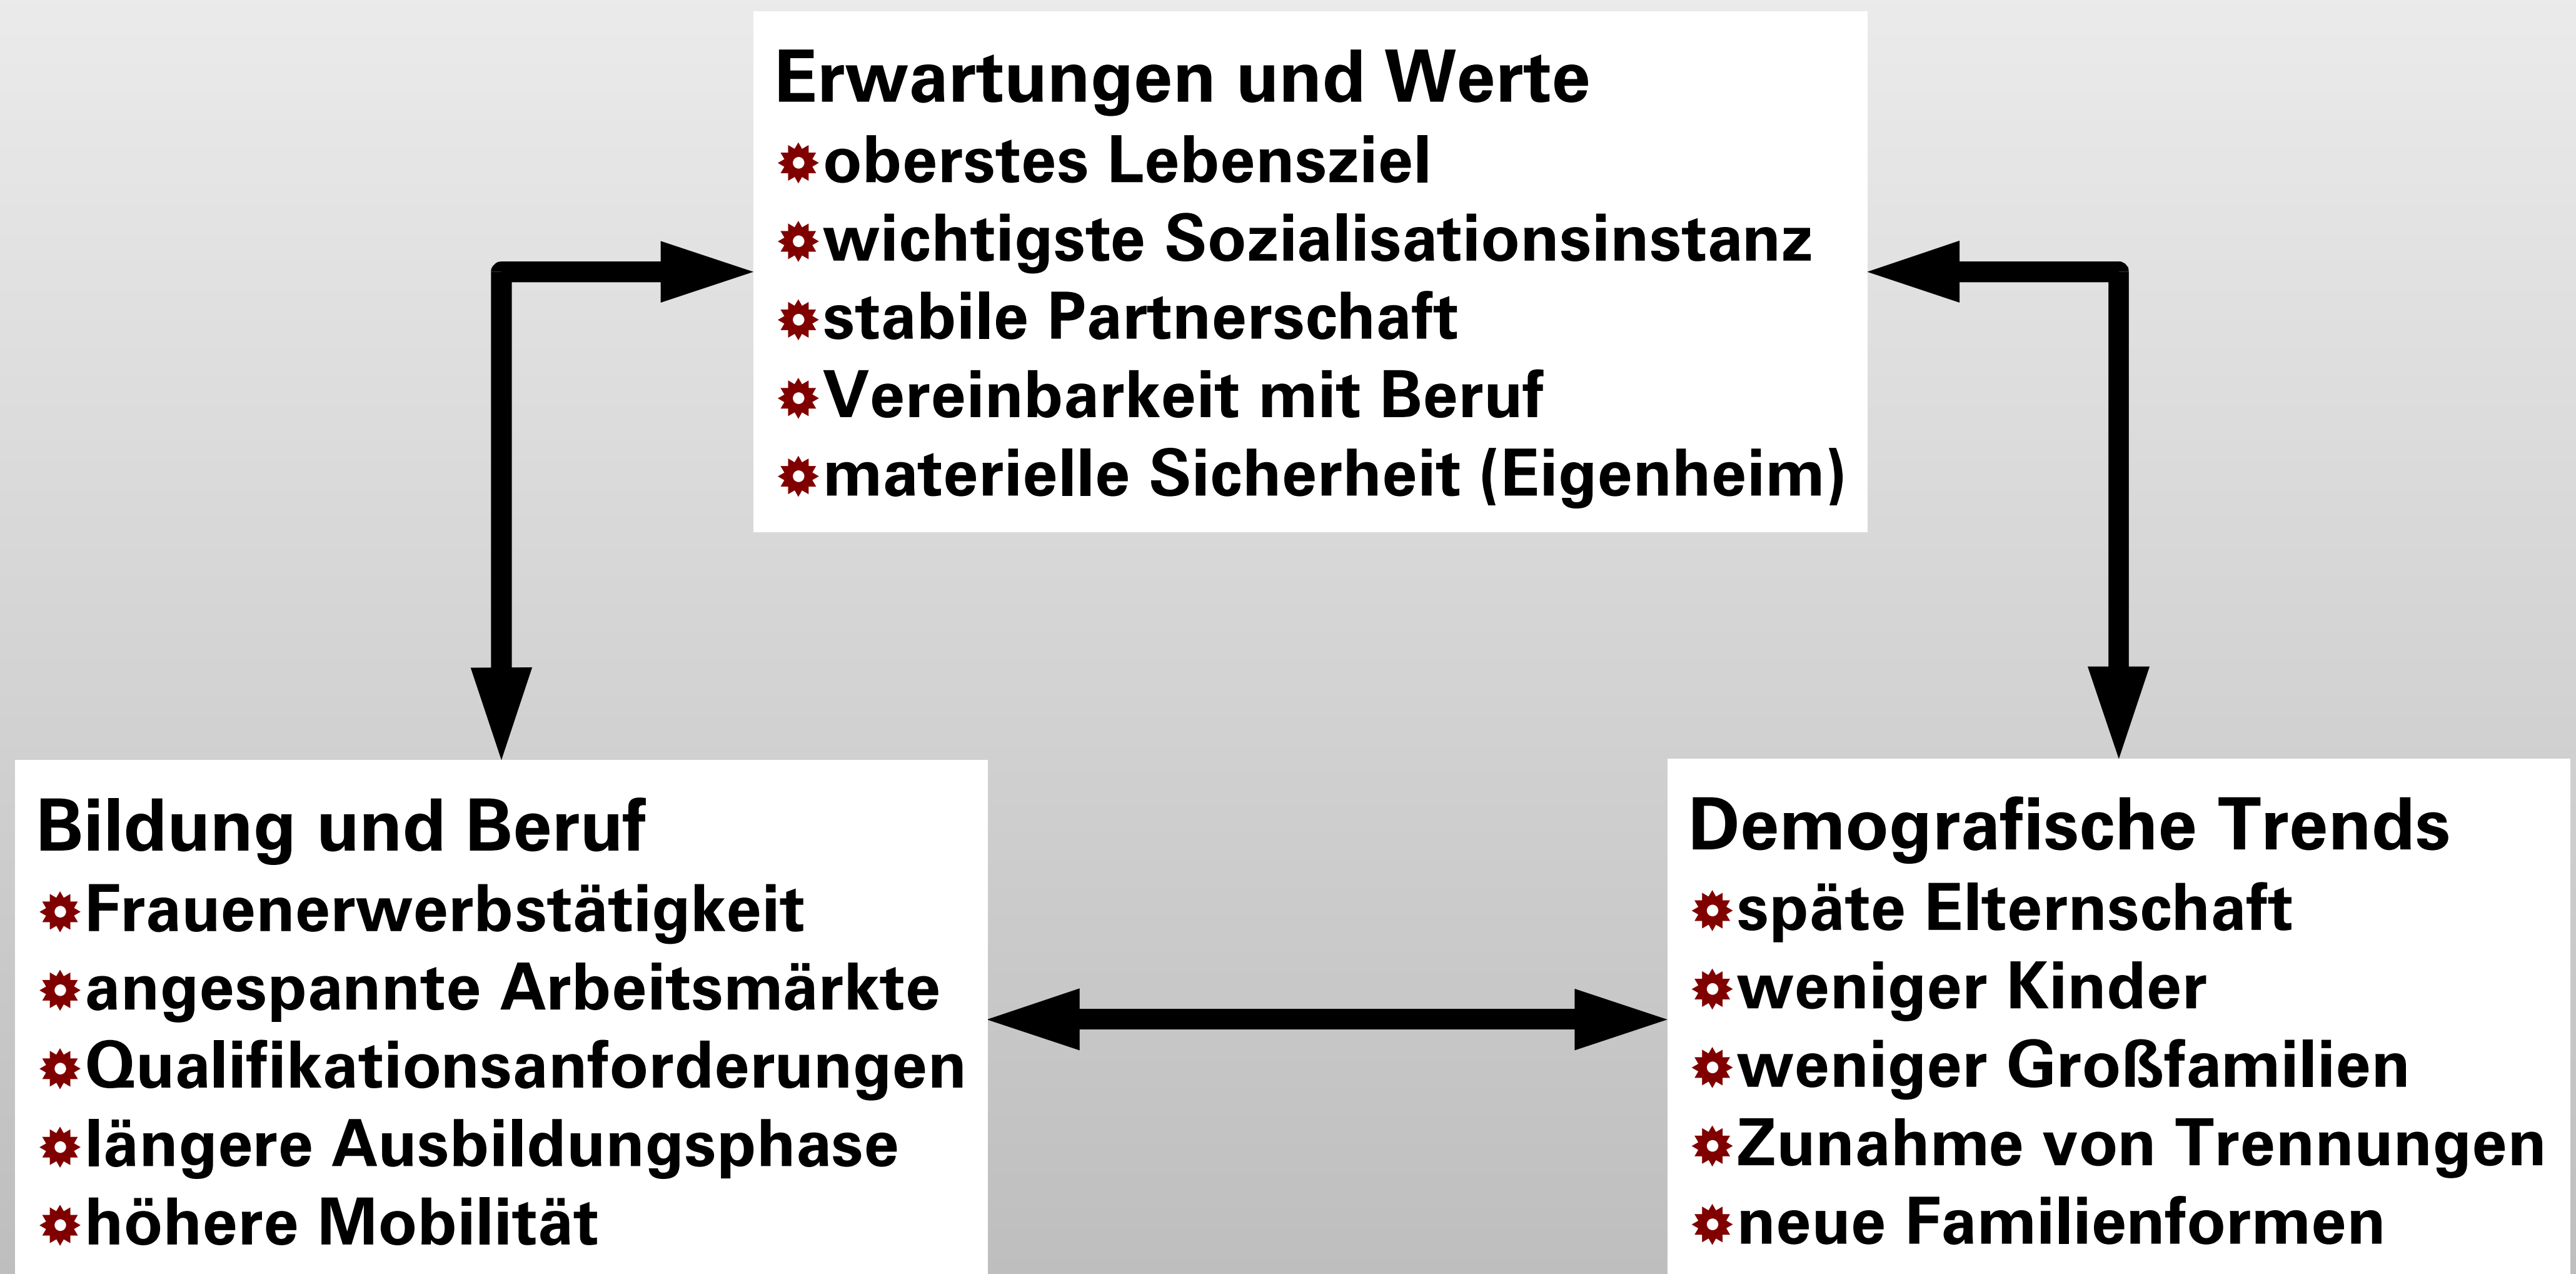 Erwartungen und Werte
oberstes Lebensziel
wichtigste Sozialisationsinstanz
stabile Partnerschaft
Vereinbarkeit mit Beruf
materielle Sicherheit (Eigenheim)
Bildung und Beruf
Frauenerwerbstätigkeit
angespannte Arbeitsmärkte
Qualifikationsanforderungen
längere Ausbildungsphase
höhere Mobilität
Demografische Trends
späte Elternschaft
weniger Kinder
weniger Großfamilien
Zunahme von Trennungen
neue Familienformen